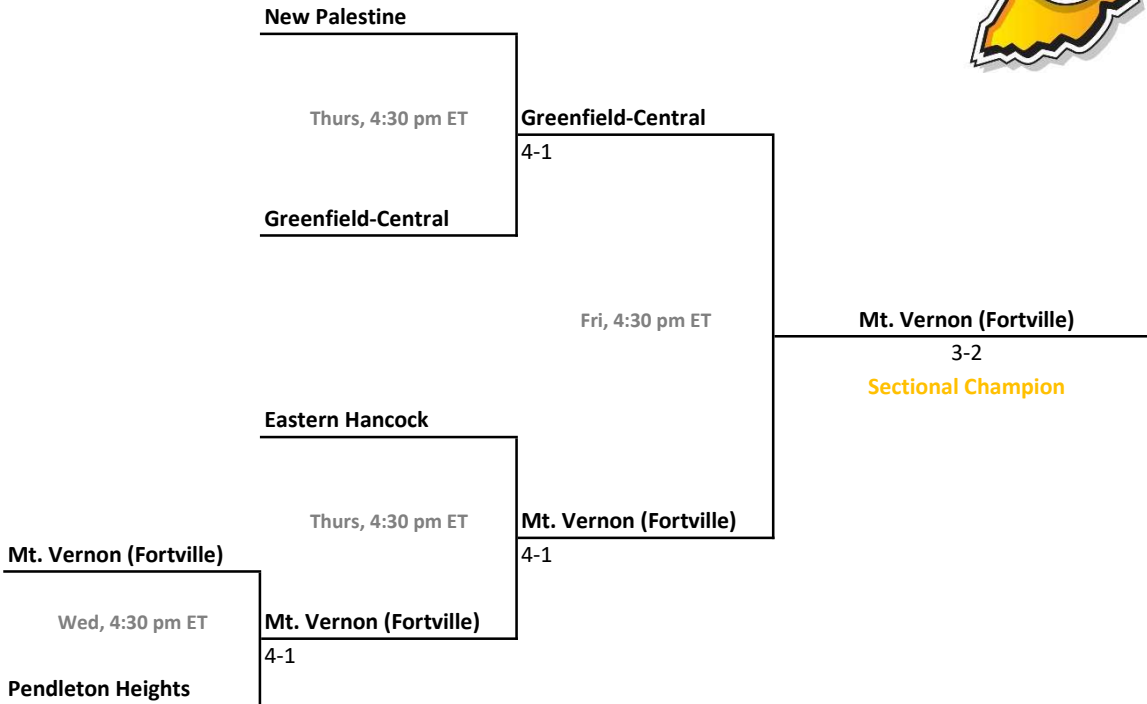 New Palestine
Thurs, 4:30 pm ET
Greenfield-Central
4-1
Greenfield-Central
Fri, 4:30 pm ET
Mt. Vernon (Fortville)
3-2
Sectional Champion
Eastern Hancock
Thurs, 4:30 pm ET
Mt. Vernon (Fortville)
4-1
Mt. Vernon (Fortville)
Wed, 4:30 pm ET
Mt. Vernon (Fortville)
4-1
Pendleton Heights